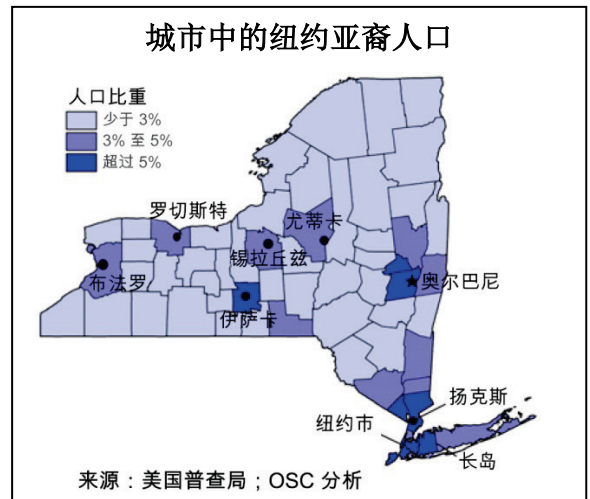 城市中的纽约亚裔人口
人口比重
少于 3%
3% 至 5%
超过 5%
罗切斯特
尤蒂卡
锡拉丘兹
布法罗
奥尔巴尼
伊萨卡
扬克斯
纽约市
长岛
来源：美国普查局；OSC 分析